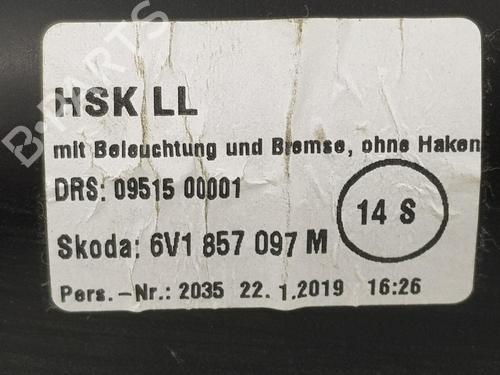 HSK LL
mit Beleuchtung und Bremse, ohne Haken
DRS: 09515 00001
14 S
Skoda: 6V1 857 097 M
Pers.-Nr.: 2035 22.1.2019 16:26
B-PARTS